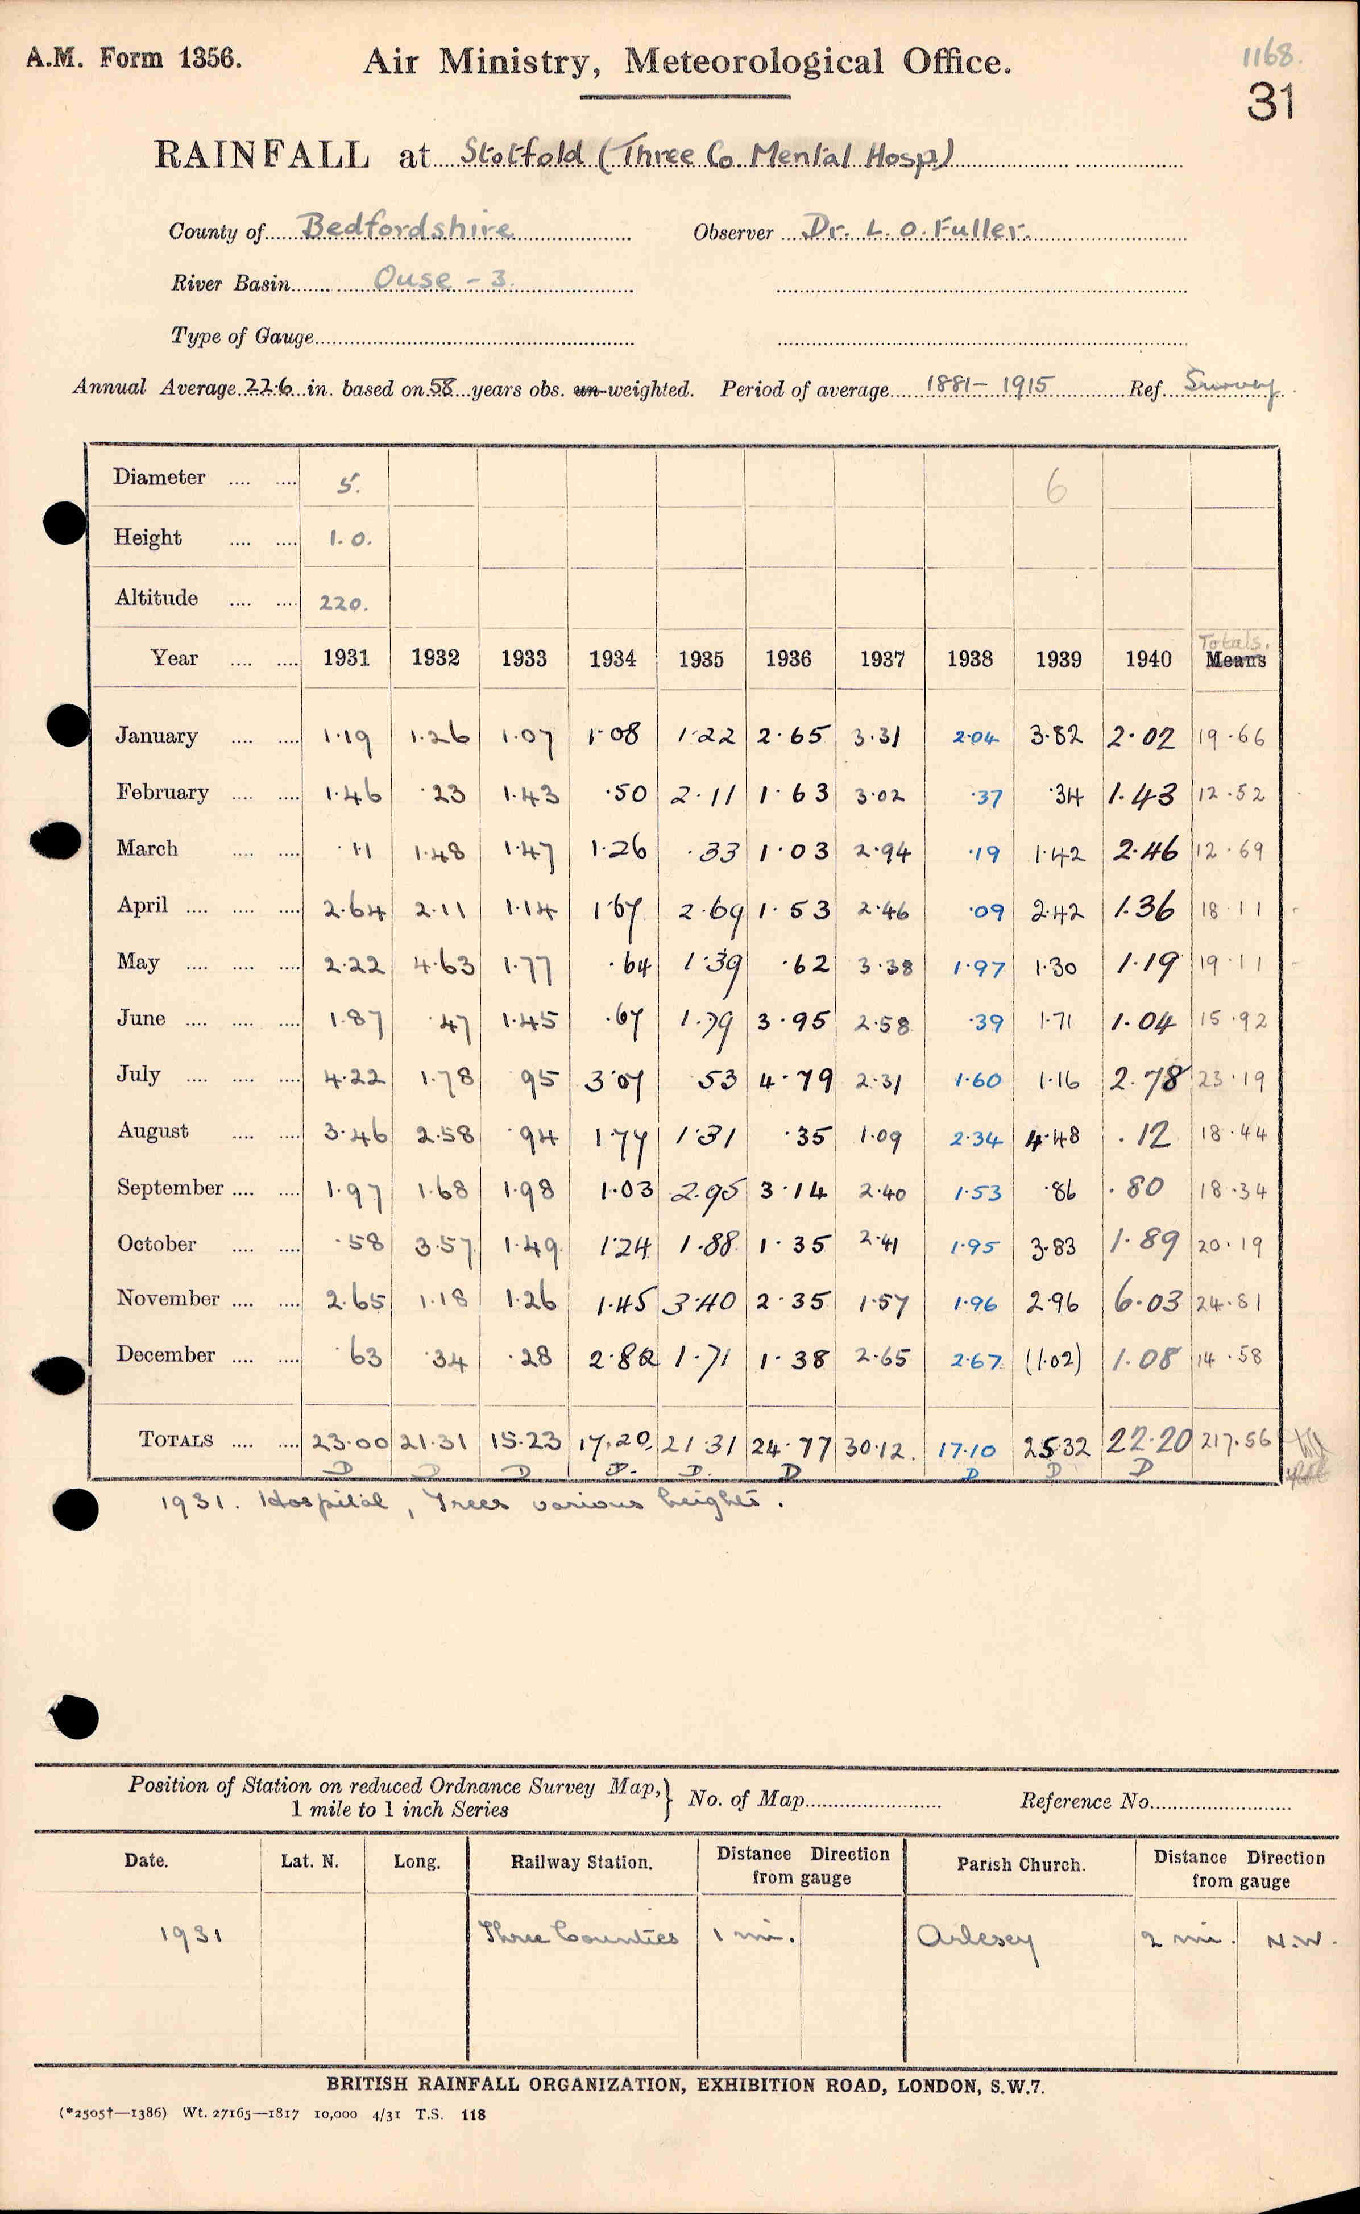 A.M. Form 1356. Air Ministry, Meteorological Office. 1168.
31
RAINFALL at Stotfold (Three Co. Mental Hosp)
County of Bedfordshire Observer Dr. L. O. Fuller.
River Basin Ouse - 3.
Type of Gauge
Annual Average 22.6 in. based on 58 years obs. un-weighted. Period of average 1881-1915 Ref. Survey
Diameter .... .... 5. 6
Height .... .... 1.0.
Altitude .... .... 220.
Totals.
Year .... .... 1931 1932 1933 1934 1935 1936 1937 1938 1939 1940 Means
January .... .... 1.19 1.26 1.07 1.08 1.22 2.65 3.31 2.04 3.82 2.02 19.66
February .... .... 1.46 .23 1.43 .50 2.11 1.63 3.02 .37 .34 1.43 12.52
March .... .... .11 1.48 1.47 1.26 .33 1.03 2.94 .19 1.42 2.46 12.69
April .... .... .... 2.64 2.11 1.14 1.67 2.69 1.53 2.46 .09 2.42 1.36 18.11
May .... .... .... 2.22 4.63 1.77 .64 1.39 .62 3.38 1.97 1.30 1.19 19.11
June .... .... .... 1.87 .47 1.45 .67 1.79 3.95 2.58 .39 1.71 1.04 15.92
July .... .... .... 4.22 1.78 .95 3.07 .53 4.79 2.31 1.60 1.16 2.78 23.19
August .... .... 3.46 2.58 .94 1.77 1.31 .35 1.09 2.34 4.48 .12 18.44
September .... .... 1.97 1.68 1.98 1.03 2.95 3.14 2.40 1.53 .86 .80 18.34
October .... .... .58 3.57 1.49 1.24 1.88 1.35 2.41 1.95 3.83 1.89 20.19
November .... .... 2.65 1.18 1.26 1.45 3.40 2.35 1.57 1.96 2.96 6.03 24.81
December .... .... .63 .34 .28 2.82 1.71 1.38 2.65 2.67 (1.02) 1.08 14.58
TOTALS .... .... 23.00 21.31 15.23 17.20 21.31 24.77 30.12. 17.10 25.32 22.20 217.56
D D D D. D. D D D D
1931. Hospital, Trees various heights.
Position of Station on reduced Ordnance Survey Map,} No. of Map Reference No.
1 mile to 1 inch Series
Date. Lat. N. Long. Railway Station. Distance Direction from gauge Parish Church. Distance Direction from gauge
1931 Three Counties 1 mi. Arlesey 2 mi. N.W.
BRITISH RAINFALL ORGANIZATION, EXHIBITION ROAD, LONDON, S.W.7.
(*2505†—1386) Wt. 27165—1817 10,000 4/31 T.S. 118